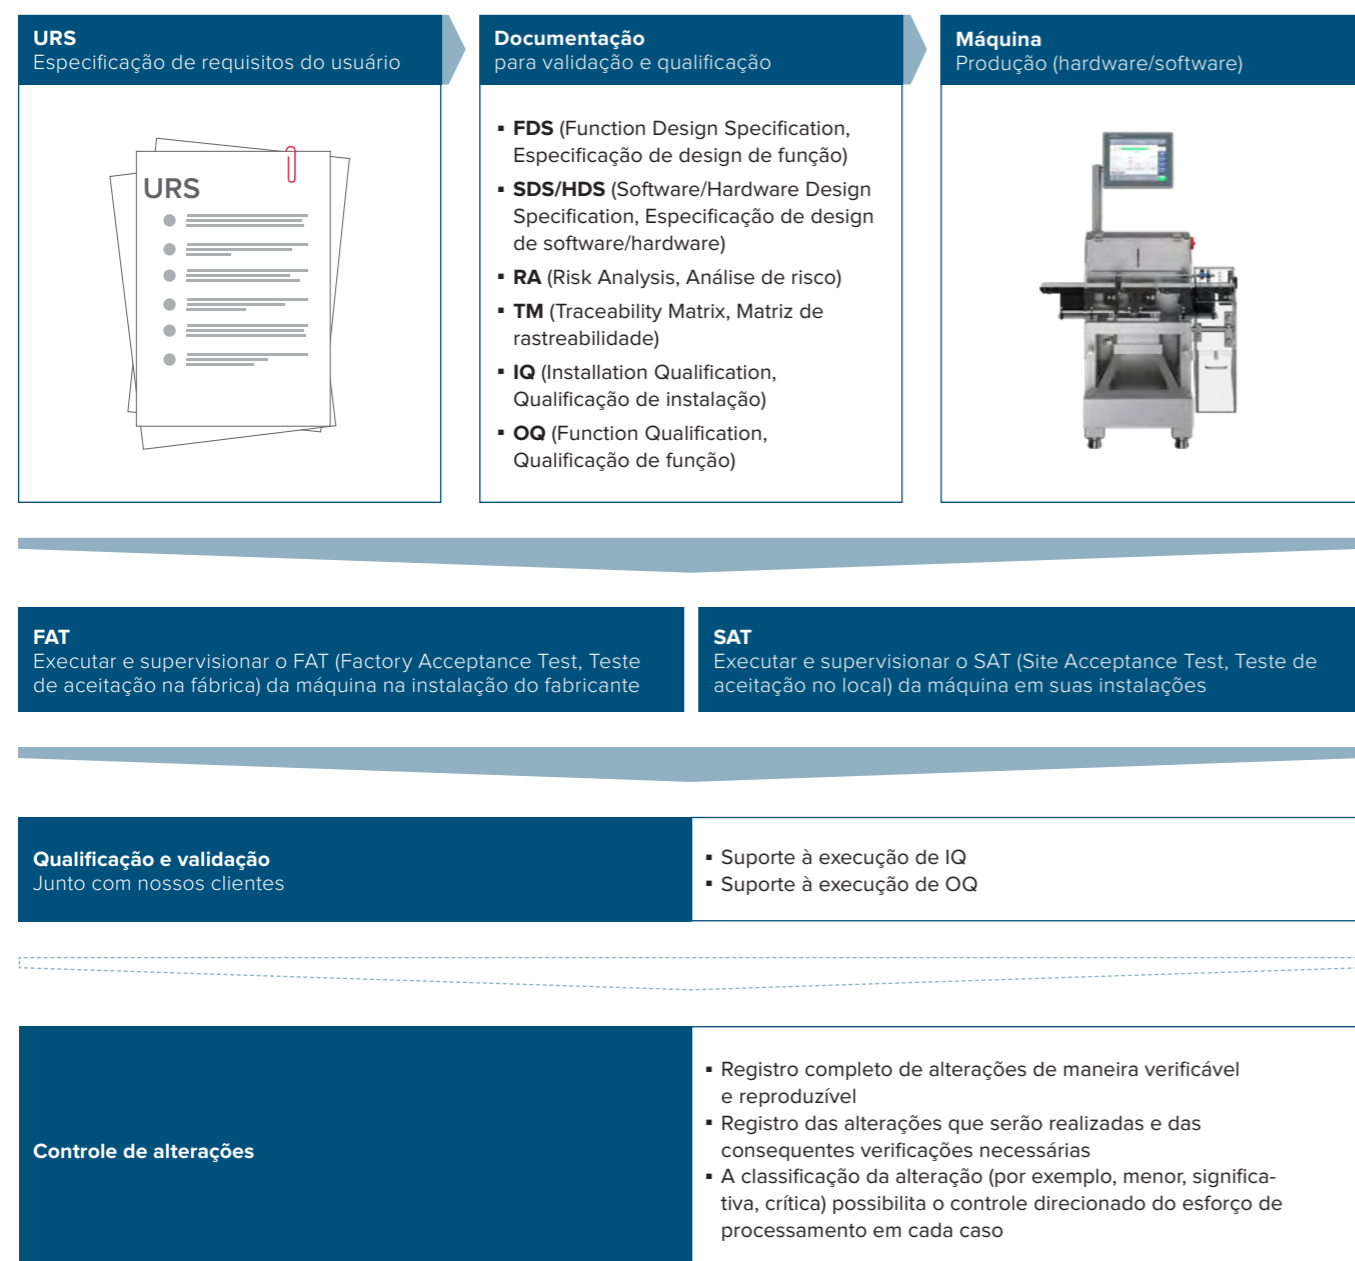 URS
Especificação de requisitos do usuário
URS
Documentação
para validação e qualificação
▪ FDS (Function Design Specification,
Especificação de design de função)
▪ SDS/HDS (Software/Hardware Design
Specification, Especificação de design
de software/hardware)
▪ RA (Risk Analysis, Análise de risco)
▪ TM (Traceability Matrix, Matriz de
rastreabilidade)
▪ IQ (Installation Qualification,
Qualificação de instalação)
▪ OQ (Function Qualification,
Qualificação de função)
Máquina
Produção (hardware/software)
FAT
Executar e supervisionar o FAT (Factory Acceptance Test, Teste
de aceitação na fábrica) da máquina na instalação do fabricante
SAT
Executar e supervisionar o SAT (Site Acceptance Test, Teste de
aceitação no local) da máquina em suas instalações
Qualificação e validação
Junto com nossos clientes
▪ Suporte à execução de IQ
▪ Suporte à execução de OQ
Controle de alterações
▪ Registro completo de alterações de maneira verificável
e reproduzível
▪ Registro das alterações que serão realizadas e das
consequentes verificações necessárias
▪ A classificação da alteração (por exemplo, menor, significa-
tiva, crítica) possibilita o controle direcionado do esforço de
processamento em cada caso